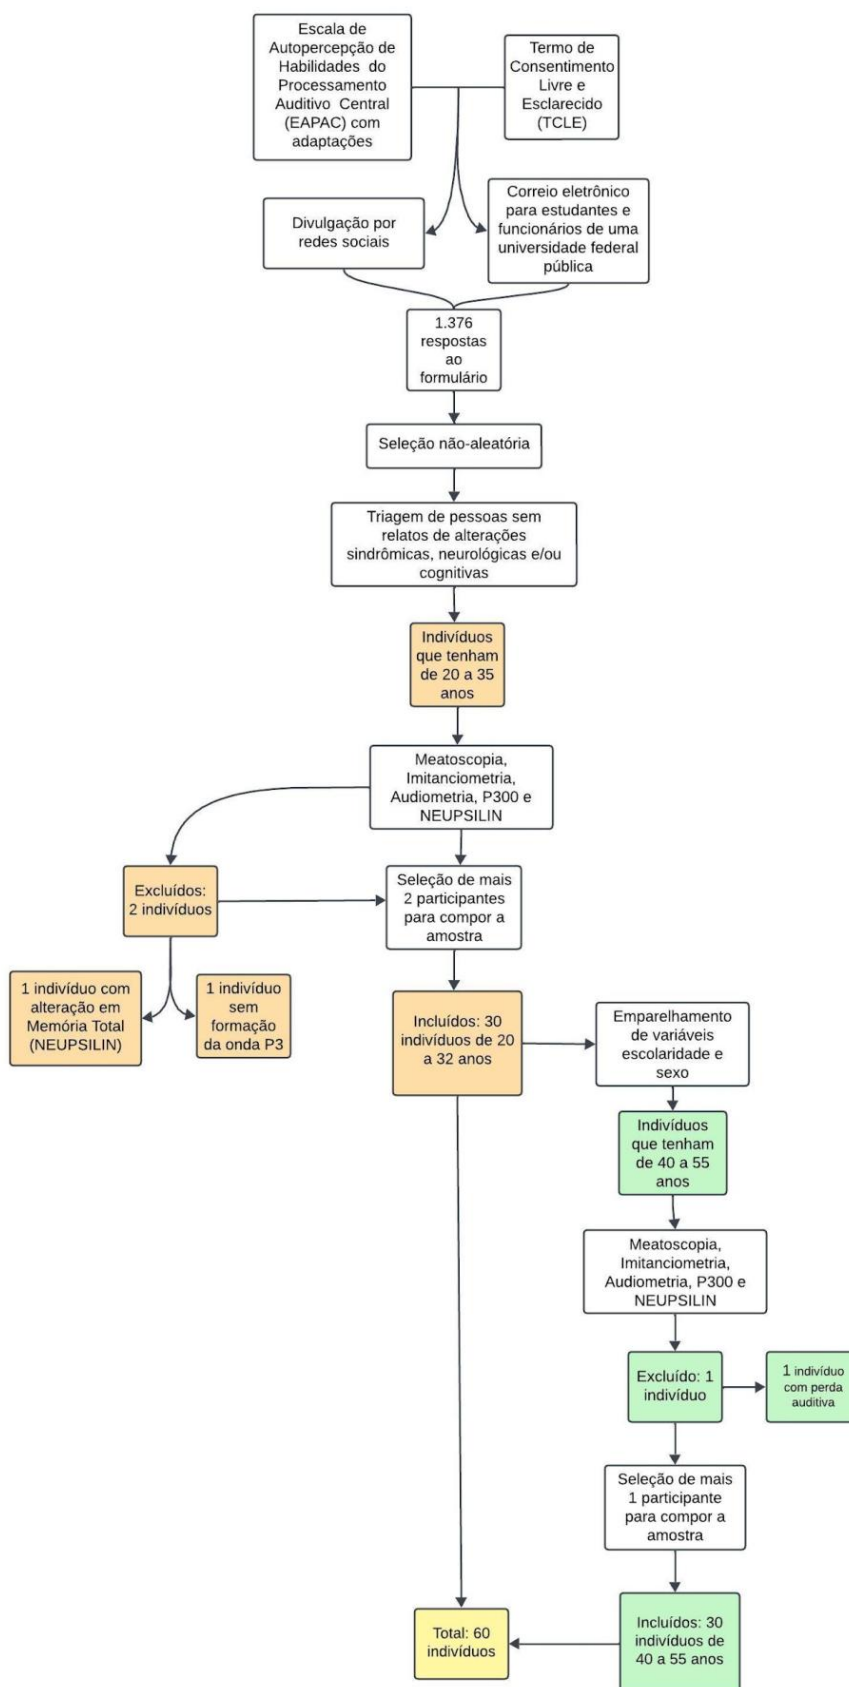 Escala de
Autopercepção de
Habilidades do
Processamento
Auditivo Central
(EAPAC) com
adaptações
Termo de
Consentimento
Livre e
Esclarecido
(TCLE)
Divulgação por
redes sociais
Correio eletrônico
para estudantes e
funcionários de uma
universidade federal
pública
1.376
respostas
ao
formulário
Seleção não-aleatória
Triagem de pessoas sem
relatos de alterações
sindrômicas, neurológicas e/ou
cognitivas
Indivíduos
que tenham
de 20 a 35
anos
Meatoscopia,
Imitanciometria,
Audiometria, P300 e
NEUPSILIN
Excluídos:
2 indivíduos
Seleção de mais
2 participantes
para compor a
amostra
1 indivíduo com
alteração em
Memória Total
(NEUPSILIN)
1 indivíduo
sem
formação
da onda P3
Incluídos: 30
indivíduos de 20
a 32 anos
Emparelhamento
de variáveis
escolaridade e
sexo
Indivíduos
que tenham
de 40 a 55
anos
Meatoscopia,
Imitanciometria,
Audiometria, P300 e
NEUPSILIN
Excluído: 1
indivíduo
1 indivíduo
com perda
auditiva
Seleção de mais
1 participante
para compor a
amostra
Total: 60
indivíduos
Incluídos: 30
indivíduos de
40 a 55 anos